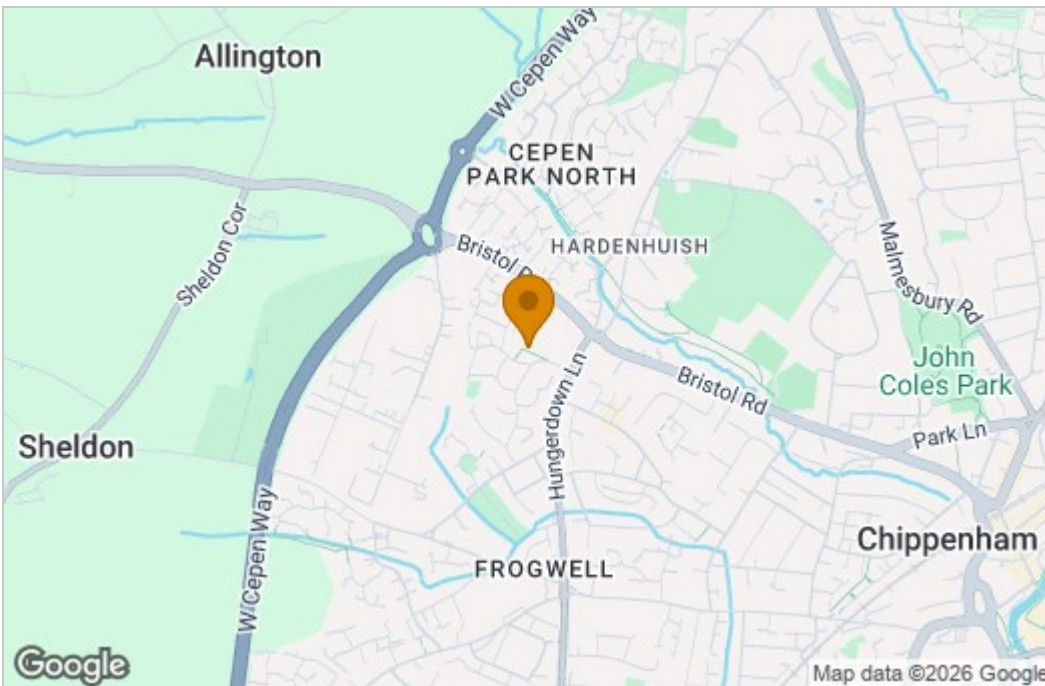 Allington
W Cepen Way
CEPEN
PARK NORTH
Sheldon Cor
Bristol
HARDENHUISH
Malmesbury Rd
John
Coles Park
Hungerdown Ln
Bristol Rd
Park Ln
Sheldon
W Cepen Way
Chippenham
FROGWELL
Google
Map data ©2026 Google